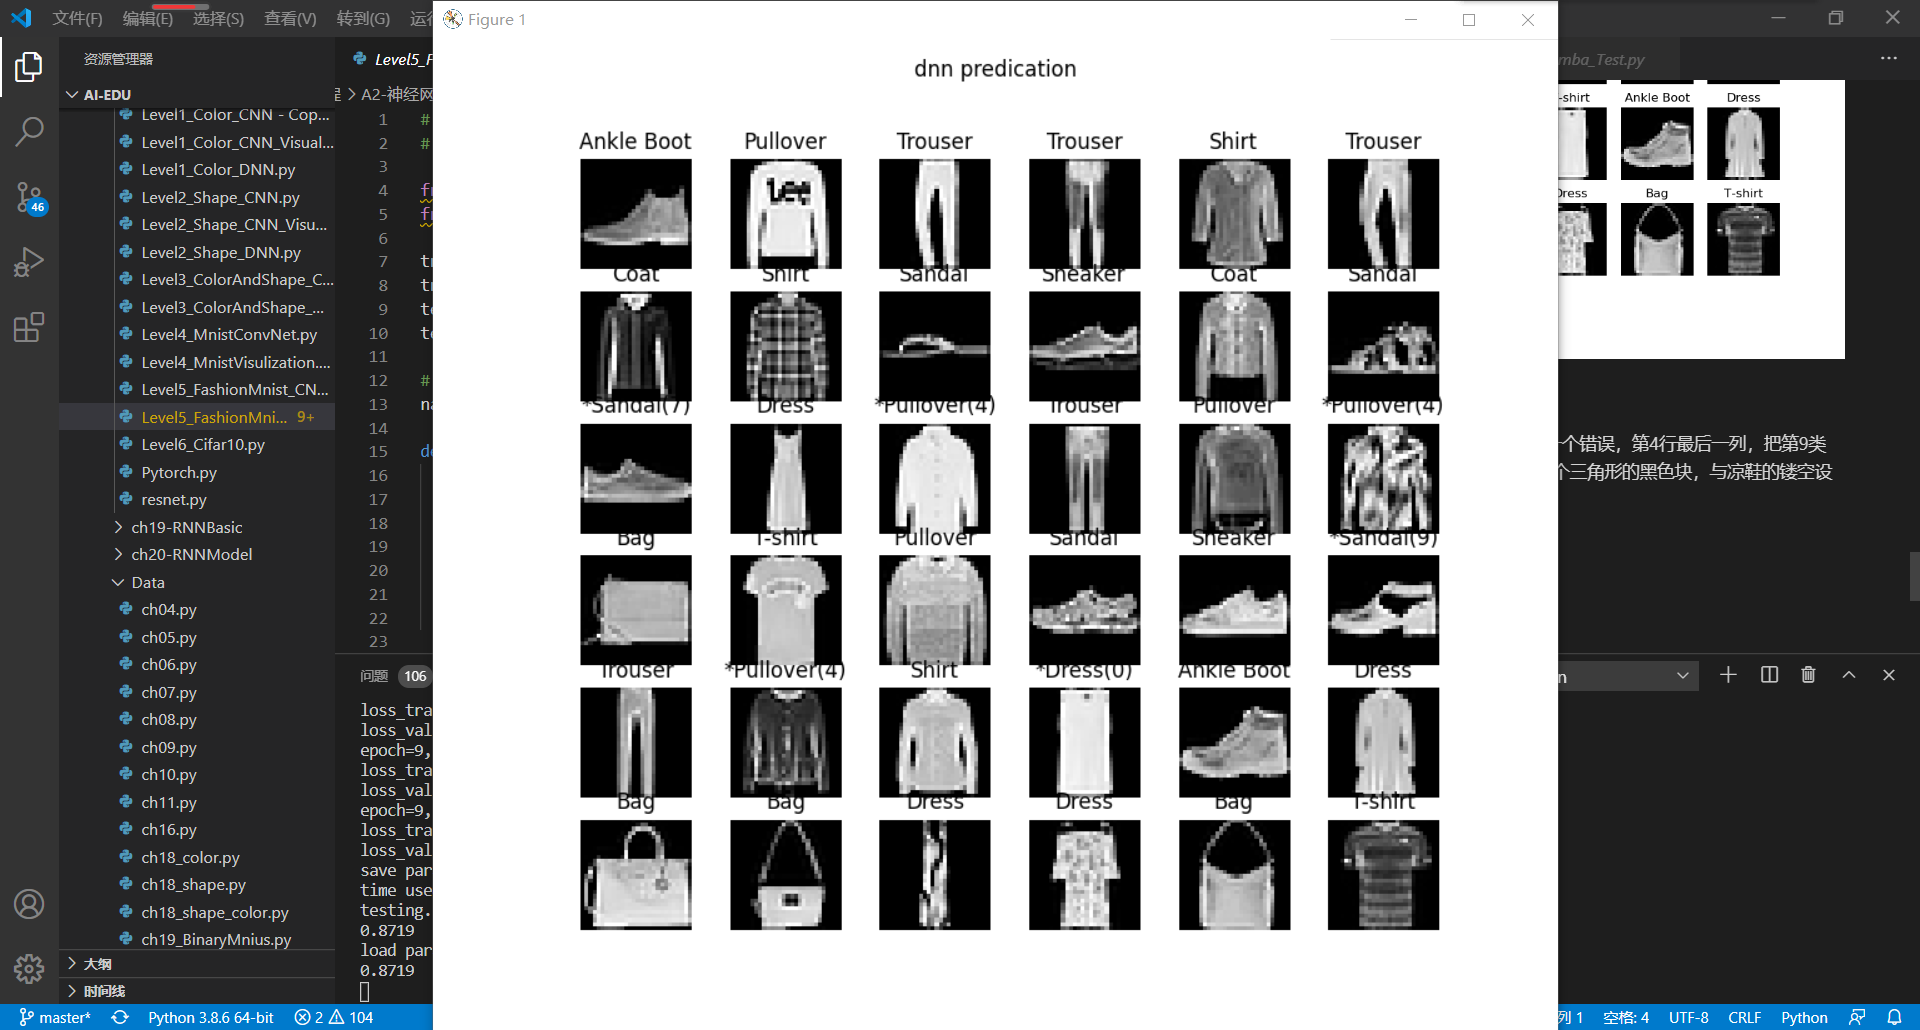 文件(F) 编辑(E) 选择(S) 查看(V) 转到(G)
Figure 1
资源管理器
AI-EDU
Level1_Color_CNN - Cop...
Level1_Color_CNN_Visual...
Level1_Color_DNN.py
Level2_Shape_CNN.py
Level2_Shape_CNN_Visu...
Level2_Shape_DNN.py
Level3_ColorAndShape_C...
Level3_ColorAndShape_...
Level4_MnistConvNet.py
Level4_MnistVisulization....
Level5_FashionMnist_CN...
Level5_FashionMni... 9+
Level6_Cifar10.py
Pytorch.py
resnet.py
ch19-RNNBasic
ch20-RNNModel
Data
ch04.py
ch05.py
ch06.py
ch07.py
ch08.py
ch09.py
ch10.py
ch11.py
ch16.py
ch18_color.py
ch18_shape.py
ch18_shape_color.py
ch19_BinaryMnius.py
大纲
时间线
46
Level5_F
A2-神经网
1 #
2 #
3
4
5
6
7
8
9
10
11
12 #
13
14
15
16
17
18
19
20
21
22
23
问题 106
loss_tra
loss_val
epoch=9,
loss_tra
loss_val
epoch=9,
loss_tra
loss_val
save par
time use
testing.
0.8719
load par
0.8719
dnn predication
Ankle Boot Pullover Trouser Trouser Shirt Trouser
Lee
Coat Shirt Sandal Sneaker Coat Sandal
*Sandal(7) Dress *Pullover(4) Trouser Pullover *Pullover(4)
Bag T-shirt Pullover Sandal Sneaker *Sandal(9)
Trouser *Pullover(4) Shirt *Dress(0) Ankle Boot Dress
Bag Bag Dress Dress Bag T-shirt
mba_Test.py
-shirt Ankle Boot Dress
Dress Bag T-shirt
个错误，第4行最后一列，把第9类
个三角形的黑色块，与凉鞋的镂空设
master* Python 3.8.6 64-bit 2 104
列 1 空格: 4 UTF-8 CRLF Python